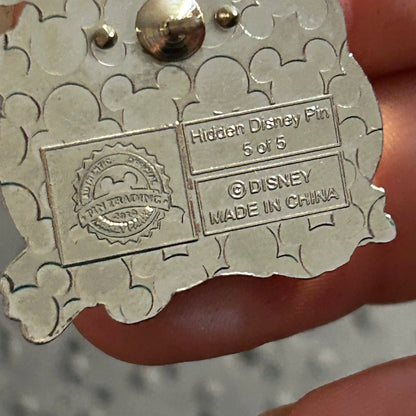 Hidden Disney Pin
5 of 5
© DISNEY
MADE IN CHINA
PIN TRADING